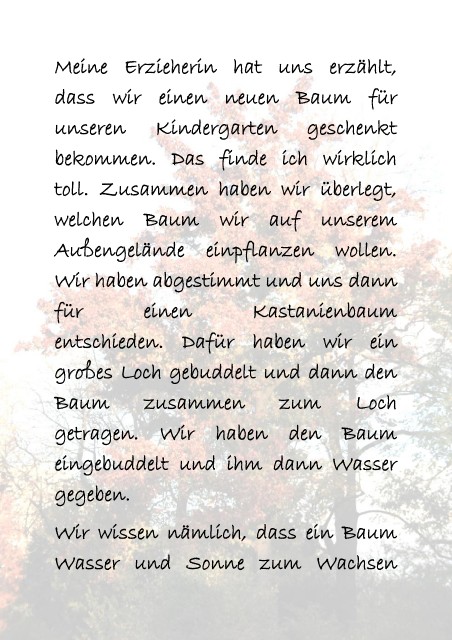 Meine Erzieherin hat uns erzählt,
dass wir einen neuen Baum für
unseren Kindergarten geschenkt
bekommen. Das finde ich wirklich
toll. Zusammen haben wir überlegt,
welchen Baum wir auf unserem
Außengelände einpflanzen wollen.
Wir haben abgestimmt und uns dann
für einen Kastanienbaum
entschieden. Dafür haben wir ein
großes Loch gebuddelt und dann den
Baum zusammen zum Loch
getragen. Wir haben den Baum
eingebuddelt und ihm dann Wasser
gegeben.
Wir wissen nämlich, dass ein Baum
Wasser und Sonne zum Wachsen